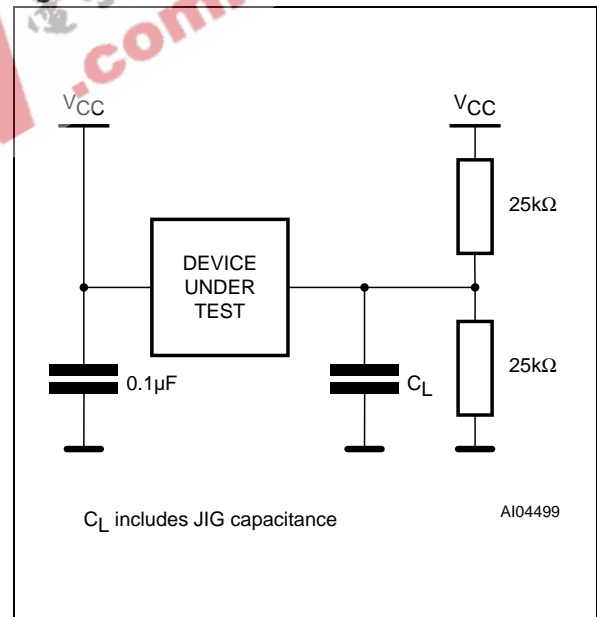 .com
VCC
VCC
25kΩ
DEVICE
UNDER
TEST
25kΩ
0.1µF
CL
CL includes JIG capacitance
AI04499